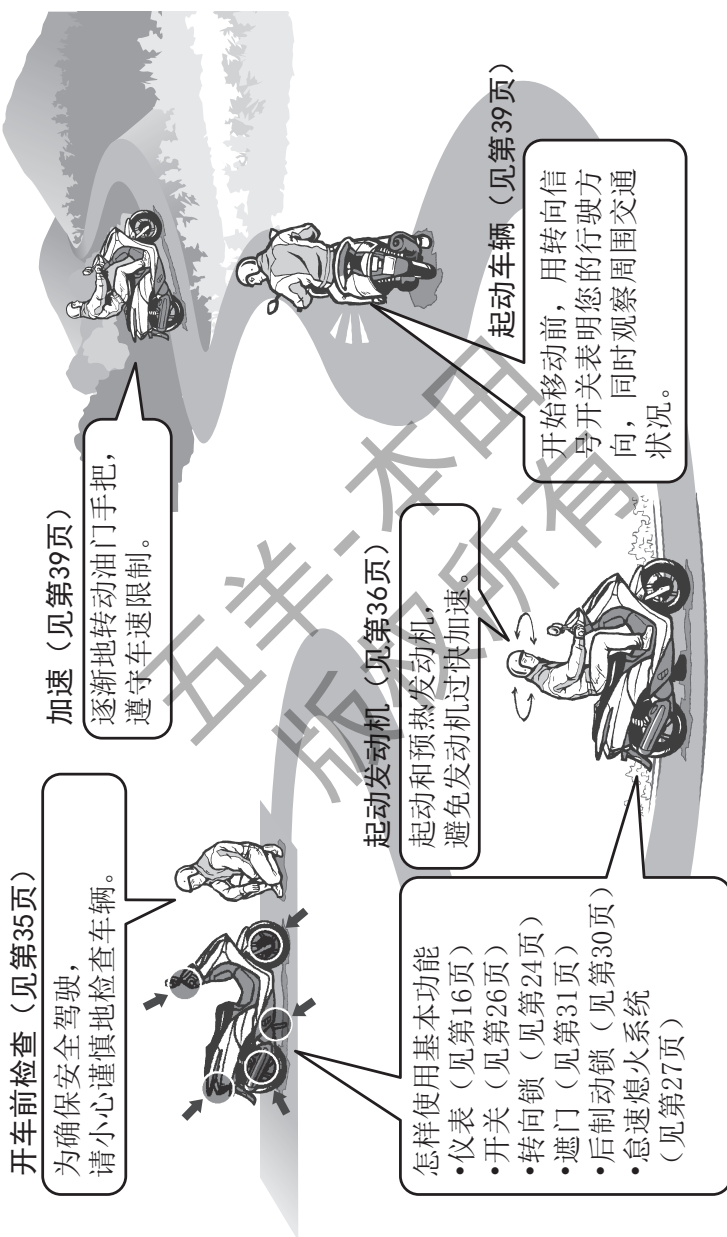 开车前检查（见第35页）
为确保安全驾驶，
请小心谨慎地检查车辆。
怎样使用基本功能
•仪表（见第16页）
•开关（见第26页）
•转向锁（见第24页）
•遮门（见第31页）
•后制动锁（见第30页）
•怠速熄火系统
（见第27页）
起动发动机（见第36页）
起动和预热发动机，
避免发动机过快加速。
加速（见第39页）
逐渐地转动油门手把，
遵守车速限制。
起动车辆（见第39页）
开始移动前，用转向信
号开关表明您的行驶方
向，同时观察周围交通
状况。
五羊-本田
版权所有